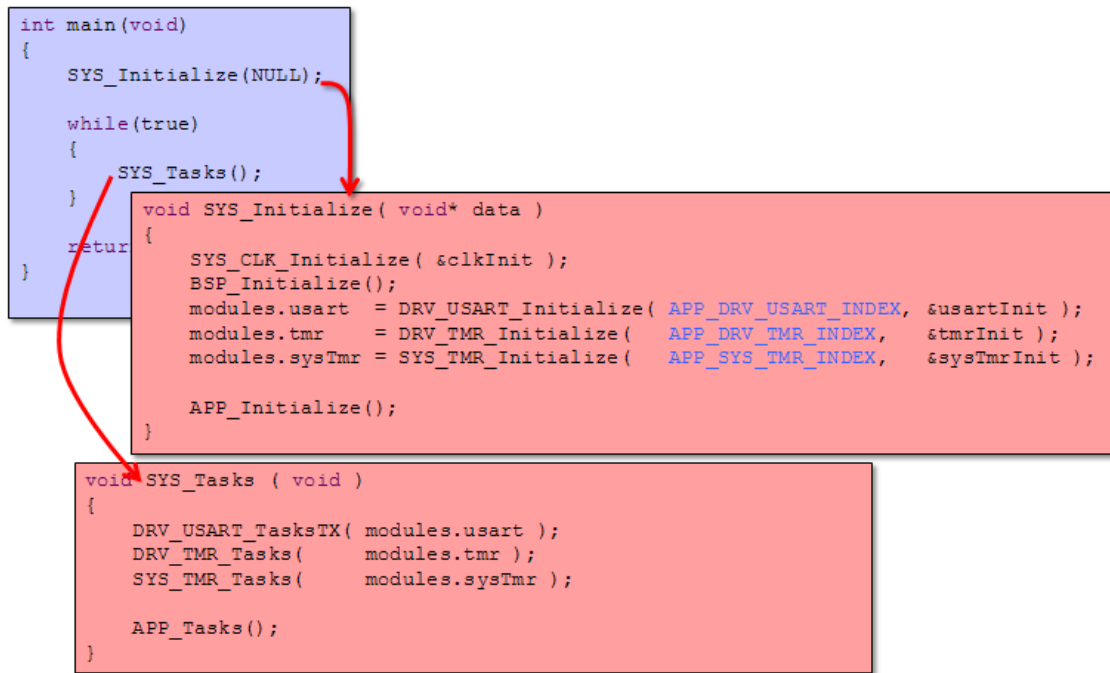 int main(void)
{
    SYS_Initialize(NULL);
    while(true)
    {
        SYS_Tasks();
    }
    retur
}
void SYS_Initialize( void* data )
{
    SYS_CLK_Initialize( &clkInit );
    BSP_Initialize();
    modules.usart  = DRV_USART_Initialize( APP_DRV_USART_INDEX, &usartInit );
    modules.tmr    = DRV_TMR_Initialize(   APP_DRV_TMR_INDEX,   &tmrInit );
    modules.sysTmr = SYS_TMR_Initialize(   APP_SYS_TMR_INDEX,   &sysTmrInit );
    APP_Initialize();
}
void SYS_Tasks ( void )
{
    DRV_USART_TasksTX( modules.usart );
    DRV_TMR_Tasks(     modules.tmr );
    SYS_TMR_Tasks(     modules.sysTmr );
    APP_Tasks();
}